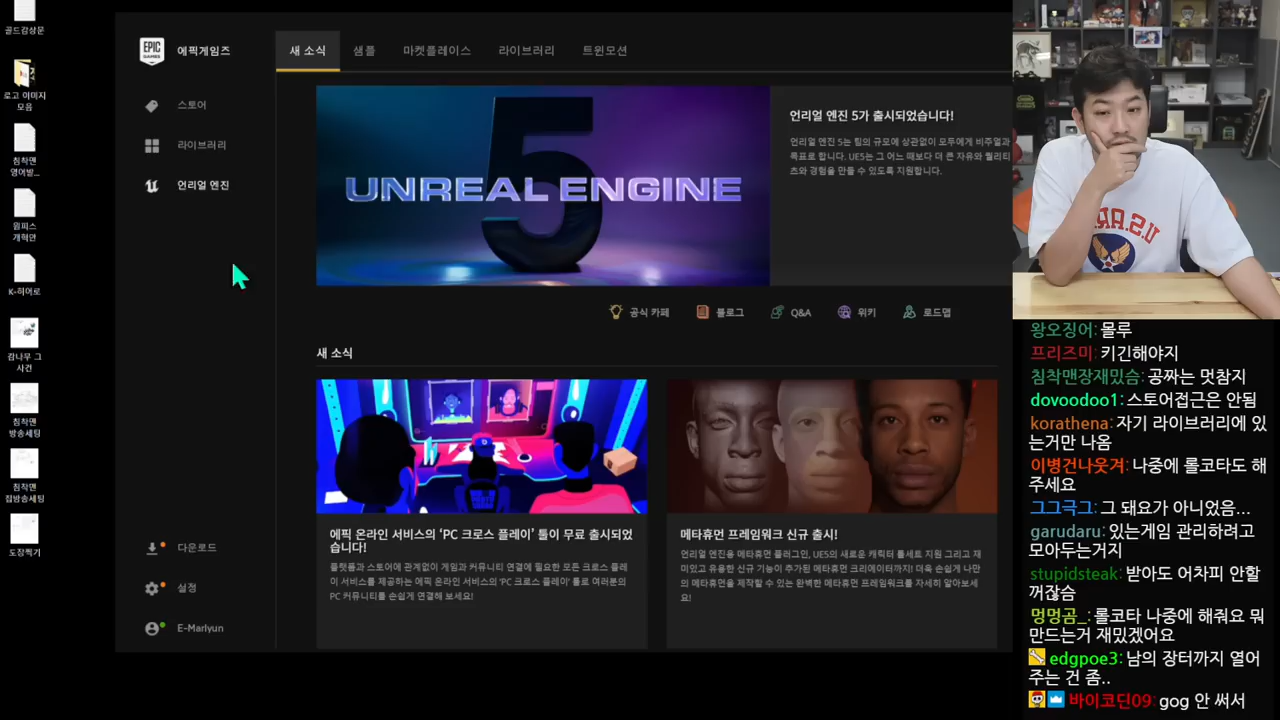 골드감상문
로고 이미지
모음
침착맨
영어발...
원피스
개혁안
K-히어로
감나무 그
사건
침착맨
방송세팅
침착맨
집방송세팅
도장찍기
EPIC
GAMES
에픽게임즈
스토어
라이브러리
언리얼 엔진
다운로드
설정
E-Marlyun
새 소식
샘플
마켓플레이스
라이브러리
트윈모션
5
UNREAL ENGINE
언리얼 엔진 5가 출시되었습니다!
언리얼 엔진 5는 팀의 규모에 상관없이 모두에게 비주얼과
목표로 합니다. UE5는 그 어느 때보다 더 큰 자유와 퀄리티
츠와 경험을 만들 수 있도록 지원합니다.
공식 카페
블로그
Q&A
위키
로드맵
새 소식
에픽 온라인 서비스의 'PC 크로스 플레이' 툴이 무료 출시되었
습니다!
플랫폼과 스토어에 관계없이 게임과 커뮤니티 연결에 필요한 모든 크로스 플레
이 서비스를 제공하는 에픽 온라인 서비스의 'PC 크로스 플레이' 툴로 여러분의
PC 커뮤니티를 손쉽게 연결해 보세요!
메타휴먼 프레임워크 신규 출시!
언리얼 엔진용 메타휴먼 플러그인, UE5의 새로운 캐릭터 툴세트 지원 그리고 재
미있고 유용한 신규 기능이 추가된 메타휴먼 크리에이터까지! 더욱 손쉽게 나만
의 메타휴먼을 제작할 수 있는 완벽한 메타휴먼 프레임워크를 자세히 알아보세
요!
U.S.ARMY
왕오징어: 몰루
프리즈미: 키긴해야지
침착맨장재밌슴: 공짜는 멋참지
dovoodoo1: 스토어접근은 안됨
korathena: 자기 라이브러리에 있
는거만 나옴
이병건나웃겨: 나중에 롤코타도 해
주세요
그그극그: 그 돼요가 아니었음...
garudaru: 있는게임 관리하려고
모아두는거지
stupidsteak: 받아도 어차피 안할
꺼잖슴
멍멍곰_: 롤코타 나중에 해줘요 뭐
만드는거 재밌겠어요
edgpoe3: 남의 장터까지 열어
주는 건 좀..
바이코딘09: gog 안 써서